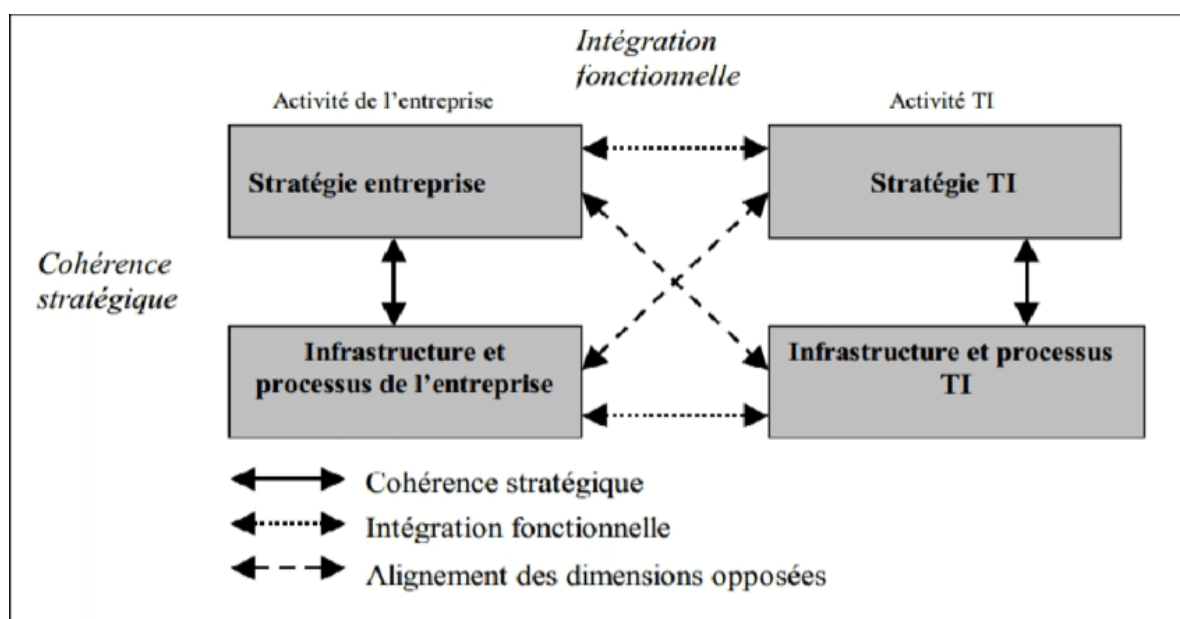 Intégration
fonctionnelle
Activité de l'entreprise
Activité TI
Stratégie entreprise
Stratégie TI
Cohérence
stratégique
Infrastructure et
processus de l'entreprise
Infrastructure et processus
TI
Cohérence stratégique
Intégration fonctionnelle
Alignement des dimensions opposées